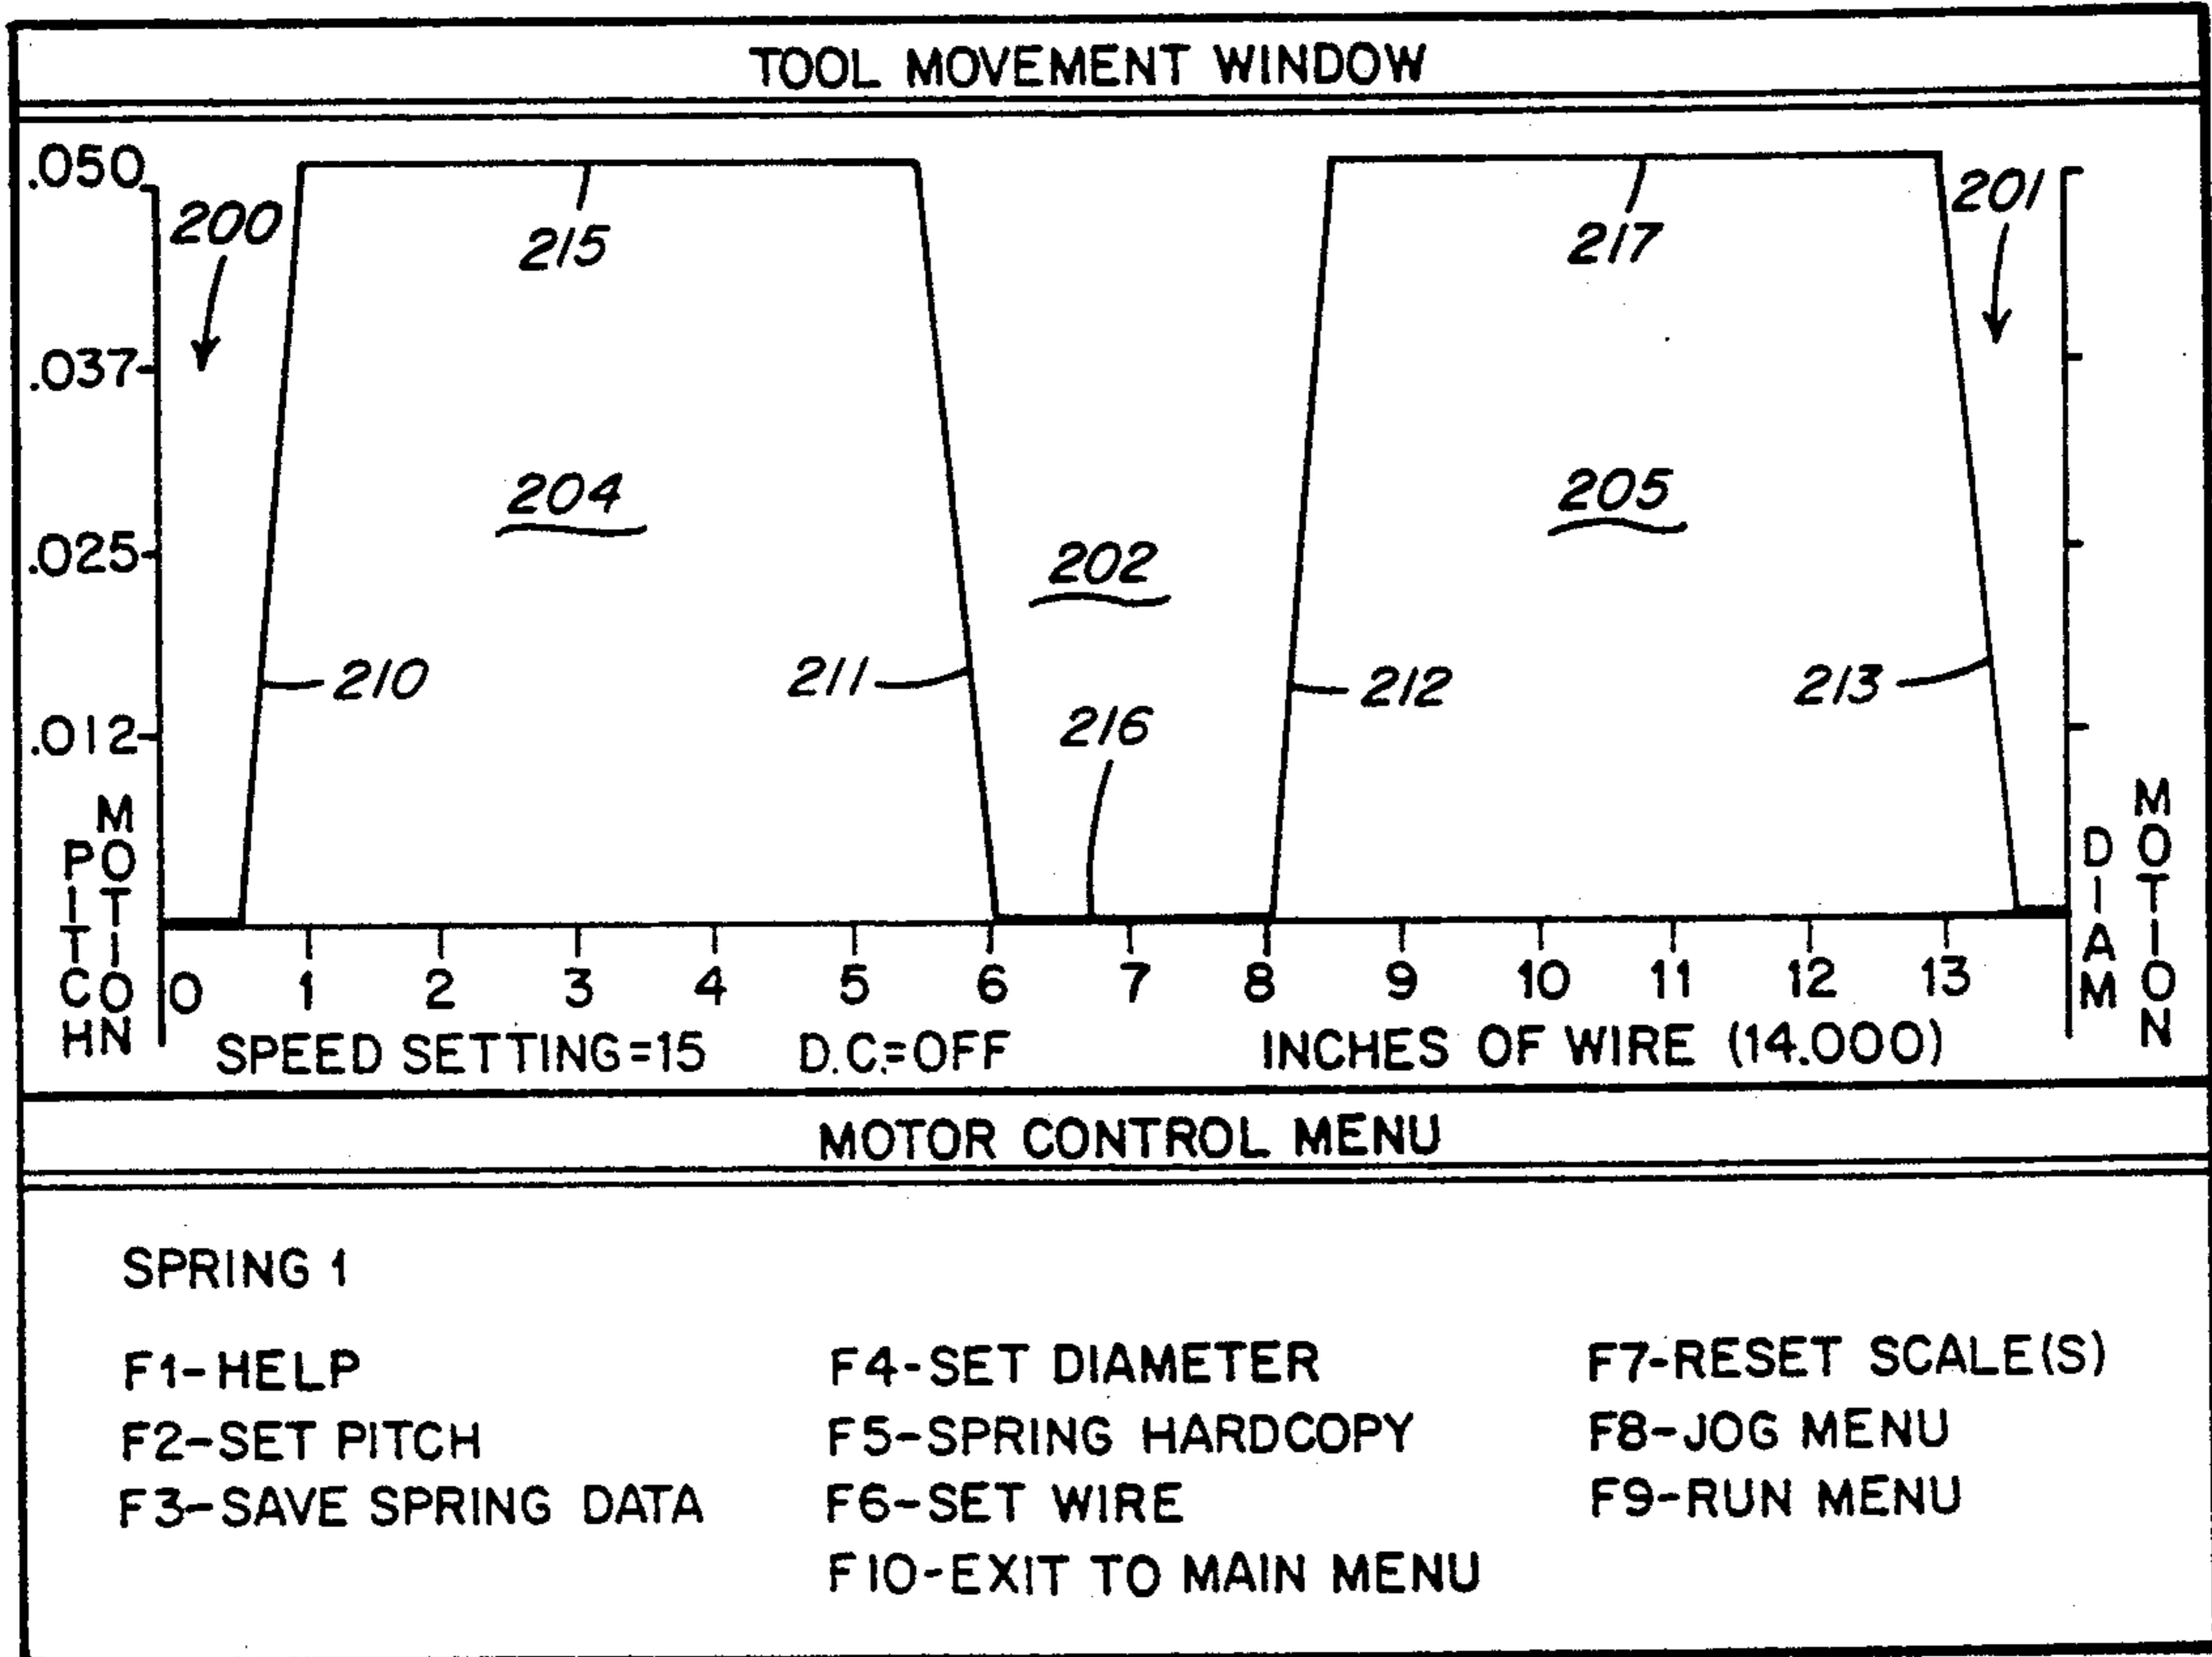 TOOL MOVEMENT WINDOW
.050
200
215
217
201
.037
204
205
.025
202
210
211
212
213
216
.012
PITCH MOTION
DIAM MOTION
0 1 2 3 4 5 6 7 8 9 10 11 12 13
SPEED SETTING=15 D.C.=OFF INCHES OF WIRE (14.000)
MOTOR CONTROL MENU
SPRING 1
F1-HELP F4-SET DIAMETER F7-RESET SCALE(S)
F2-SET PITCH F5-SPRING HARDCOPY F8-JOG MENU
F3-SAVE SPRING DATA F6-SET WIRE F9-RUN MENU
F10-EXIT TO MAIN MENU